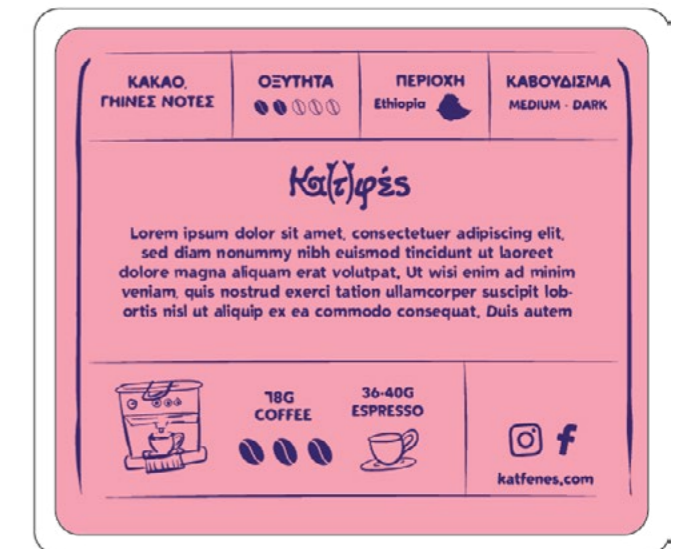 ΚΑΚΑΟ,
ΓΗΙΝΕΣ ΝΟΤΕΣ
ΟΞΥΤΗΤΑ
ΠΕΡΙΟΧΗ
Ethiopia
ΚΑΒΟΥΔΙΣΜΑ
MEDIUM - DARK
Κα(τ)φές
Lorem ipsum dolor sit amet, consectetuer adipiscing elit,
sed diam nonummy nibh euismod tincidunt ut laoreet
dolore magna aliquam erat volutpat. Ut wisi enim ad minim
veniam, quis nostrud exerci tation ullamcorper suscipit lob-
ortis nisl ut aliquip ex ea commodo consequat. Duis autem
18G
COFFEE
36-40G
ESPRESSO
katfenes.com